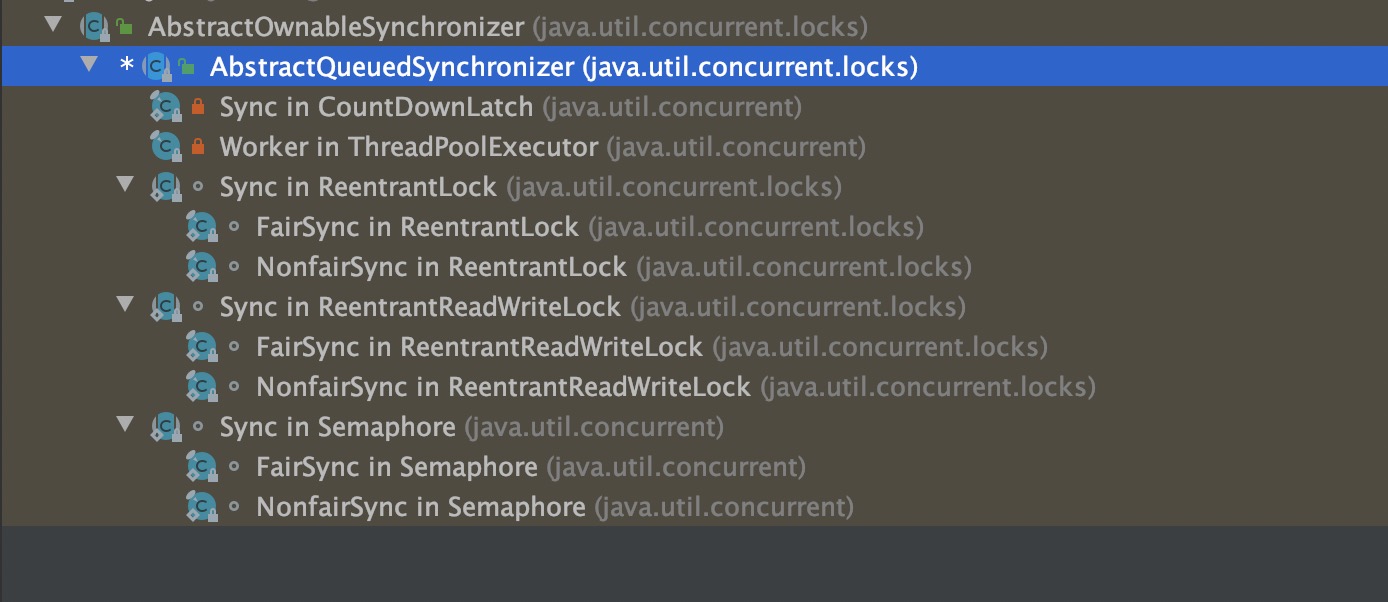 AbstractOwnableSynchronizer (java.util.concurrent.locks)
* AbstractQueuedSynchronizer (java.util.concurrent.locks)
Sync in CountDownLatch (java.util.concurrent)
Worker in ThreadPoolExecutor (java.util.concurrent)
Sync in ReentrantLock (java.util.concurrent.locks)
FairSync in ReentrantLock (java.util.concurrent.locks)
NonfairSync in ReentrantLock (java.util.concurrent.locks)
Sync in ReentrantReadWriteLock (java.util.concurrent.locks)
FairSync in ReentrantReadWriteLock (java.util.concurrent.locks)
NonfairSync in ReentrantReadWriteLock (java.util.concurrent.locks)
Sync in Semaphore (java.util.concurrent)
FairSync in Semaphore (java.util.concurrent)
NonfairSync in Semaphore (java.util.concurrent)